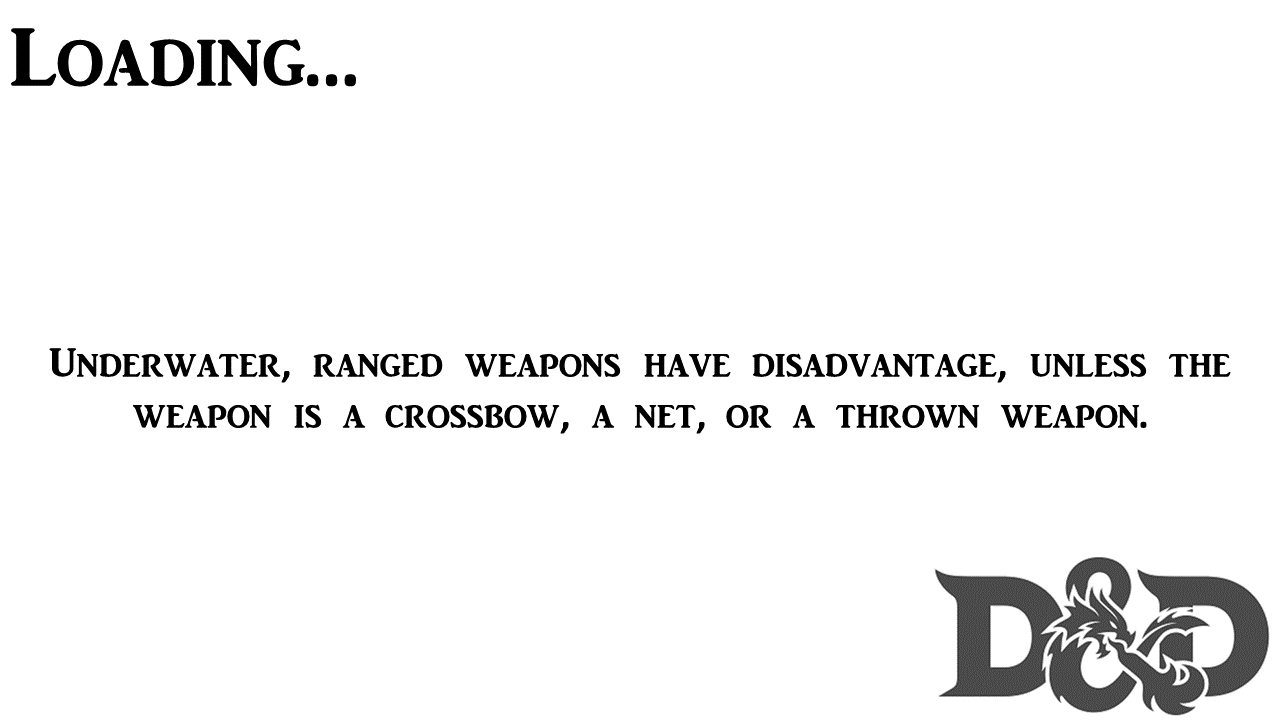 Loading...
Underwater, ranged weapons have disadvantage, unless the
weapon is a crossbow, a net, or a thrown weapon.
D&D